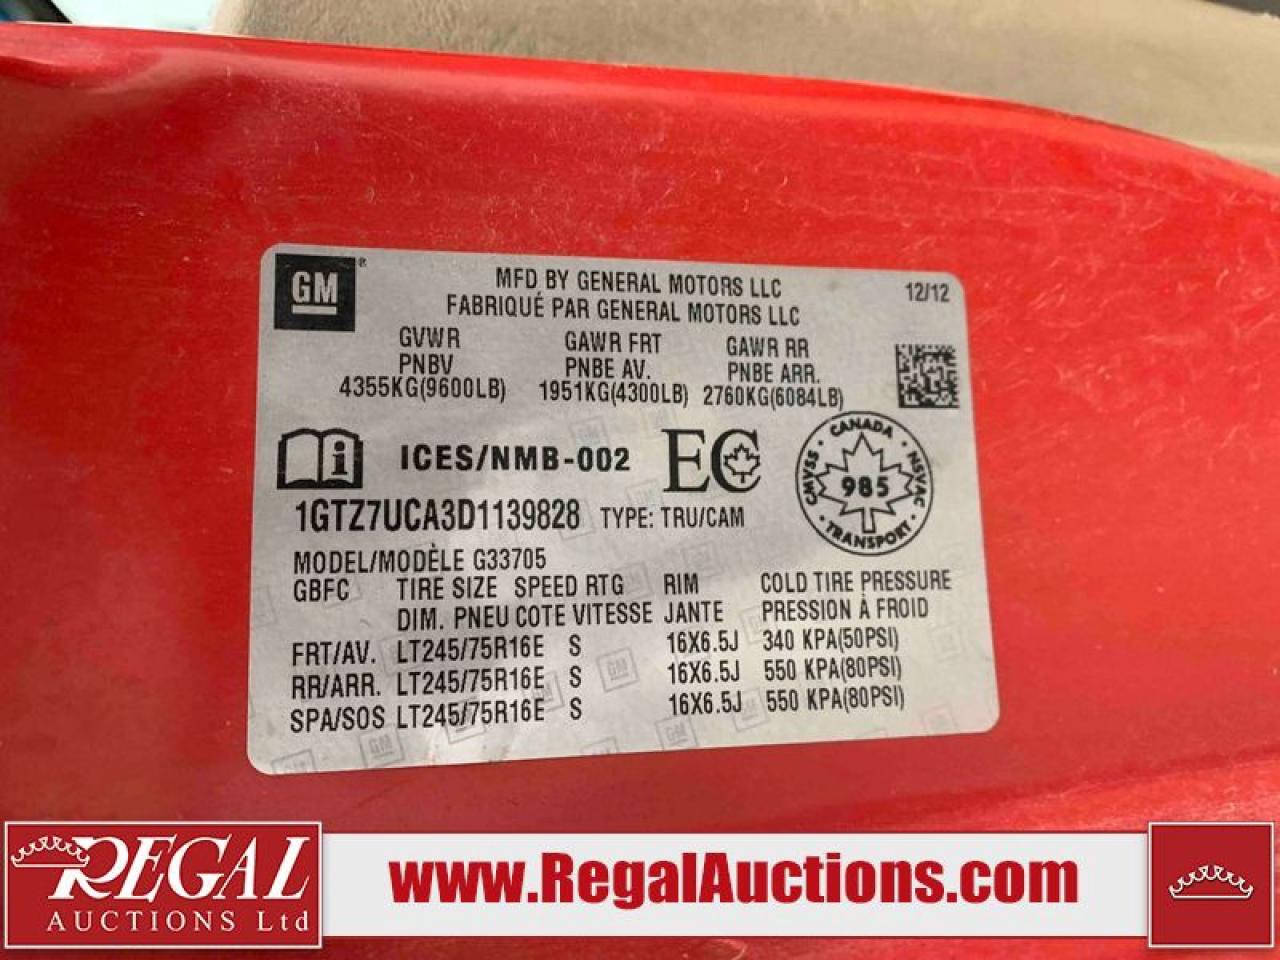 GM®
MFD BY GENERAL MOTORS LLC 12/12
FABRIQUÉ PAR GENERAL MOTORS LLC
GVWR GAWR FRT GAWR RR
PNBV PNBE AV. PNBE ARR.
4355KG(9600LB) 1951KG(4300LB) 2760KG(6084LB)
i ICES/NMB-002 EC
CANADA NSVAC TRANSPORT CMVSS 985
1GTZ7UCA3D1139828 TYPE: TRU/CAM
MODEL/MODÈLE G33705
GBFC TIRE SIZE SPEED RTG RIM COLD TIRE PRESSURE
DIM. PNEU COTE VITESSE JANTE PRESSION À FROID
FRT/AV. LT245/75R16E S 16X6.5J 340 KPA(50PSI)
RR/ARR. LT245/75R16E S 16X6.5J 550 KPA(80PSI)
SPA/SOS LT245/75R16E S 16X6.5J 550 KPA(80PSI)
REGAL
AUCTIONS Ltd
www.RegalAuctions.com